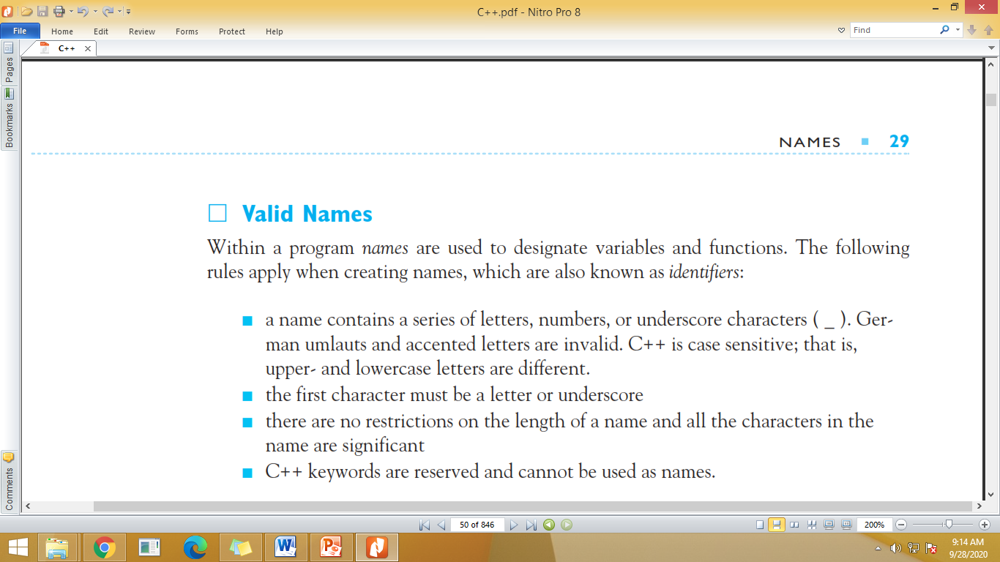 C++.pdf - Nitro Pro 8
File Home Edit Review Forms Protect Help Find
C++
Pages
Bookmarks
Comments
NAMES 29
Valid Names
Within a program names are used to designate variables and functions. The following
rules apply when creating names, which are also known as identifiers:
a name contains a series of letters, numbers, or underscore characters ( _ ). Ger-
man umlauts and accented letters are invalid. C++ is case sensitive; that is,
upper- and lowercase letters are different.
the first character must be a letter or underscore
there are no restrictions on the length of a name and all the characters in the
name are significant
C++ keywords are reserved and cannot be used as names.
50 of 846 200%
9:14 AM
9/28/2020